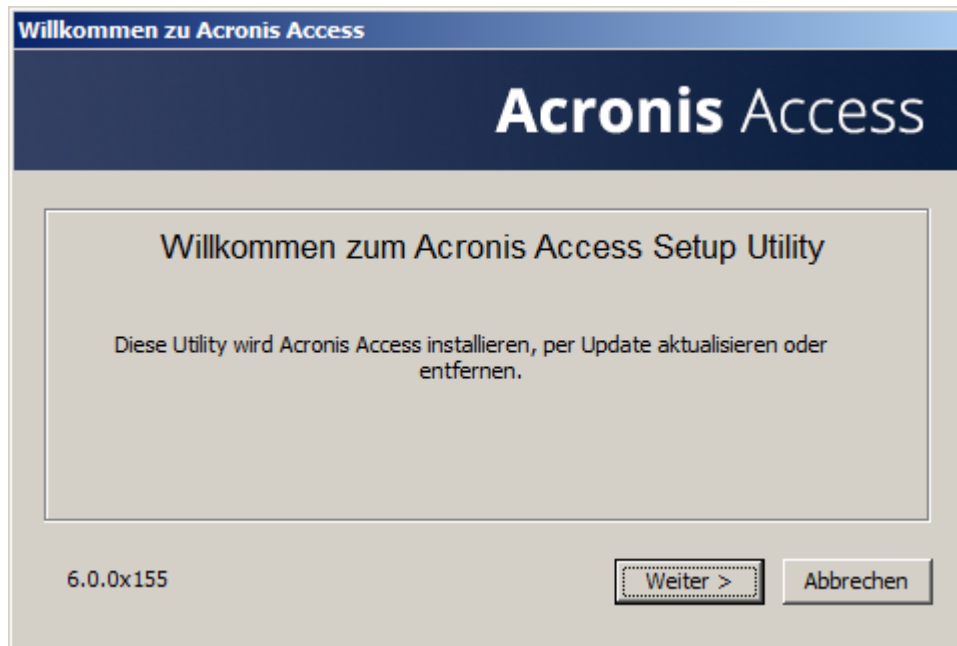 Willkommen zu Acronis Access
Acronis Access
Willkommen zum Acronis Access Setup Utility
Diese Utility wird Acronis Access installieren, per Update aktualisieren oder
entfernen.
6.0.0x155
Weiter >
Abbrechen